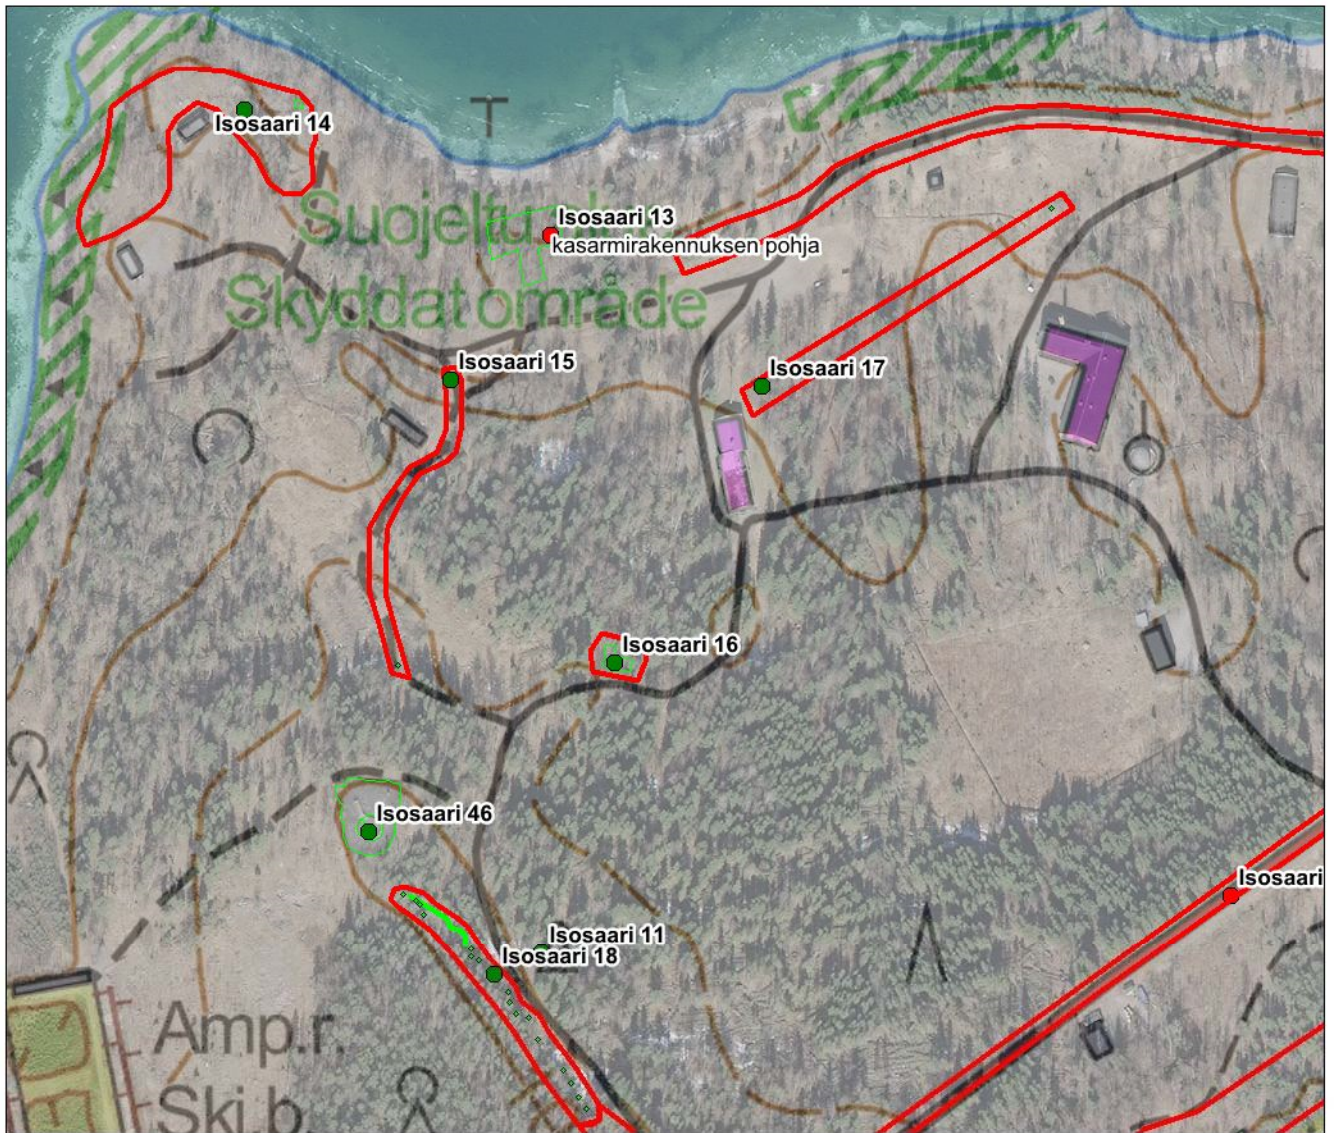 Isosaari 14
T
Isosaari 13
Suojeltu alue
kasarmirakennuksen pohja
Skyddat område
Isosaari 15
Isosaari 17
Isosaari 16
Isosaari 46
Isosaari
Isosaari 11
Isosaari 18
Amp.r.
Ski.b.